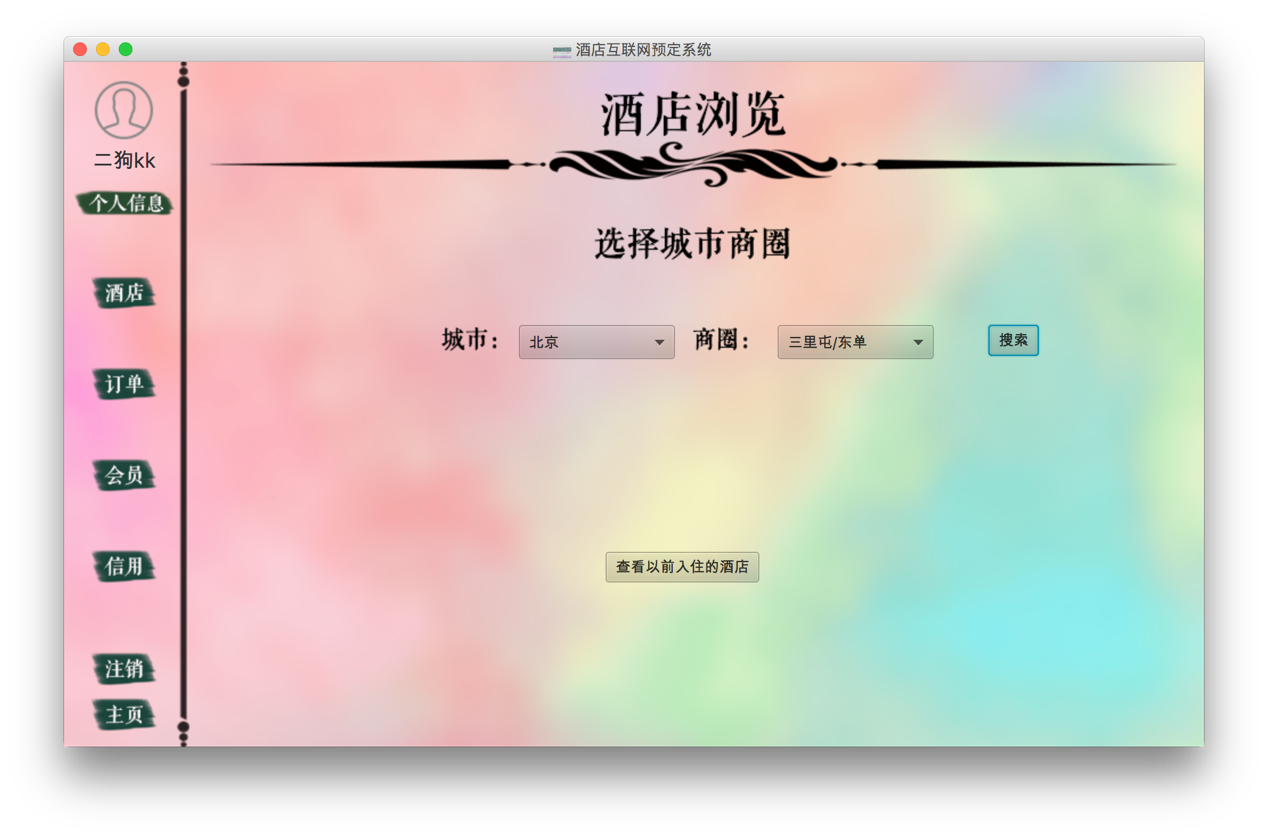 酒店互联网预定系统
二狗kk
个人信息
酒店
订单
会员
信用
注销
主页
酒店浏览
选择城市商圈
城市： 北京 商圈： 三里屯/东单 搜索
查看以前入住的酒店